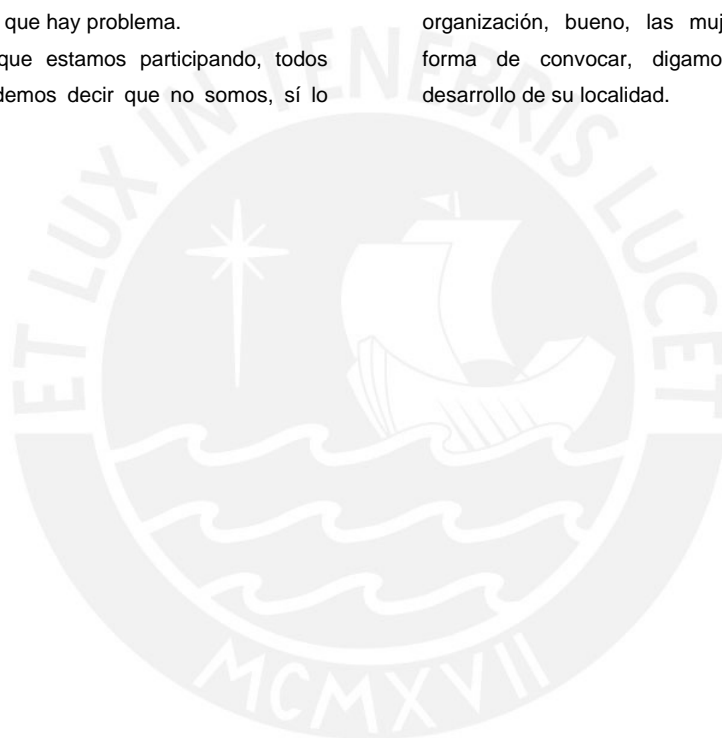 que hay problema.
que estamos participando, todos
demos decir que no somos, sí lo
organización, bueno, las muj
forma de convocar, digamo
desarrollo de su localidad.
ET LUX IN TENEBRIS LUCET
MCMXVII